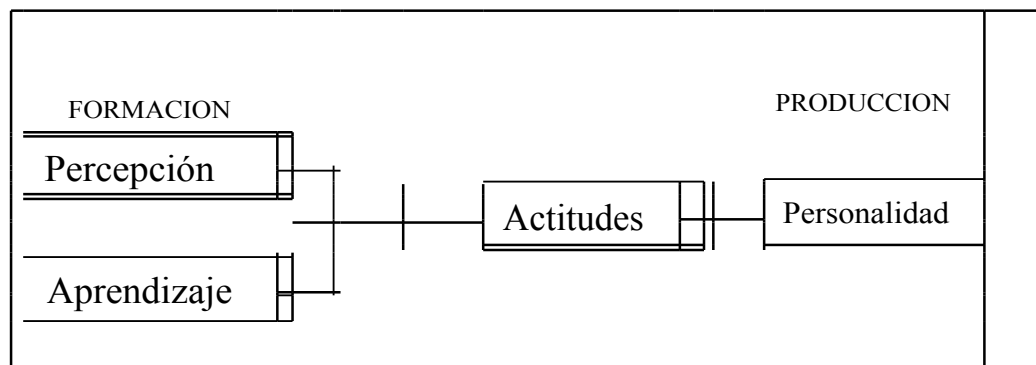 FORMACION
PRODUCCION
Percepción
Actitudes
Personalidad
Aprendizaje